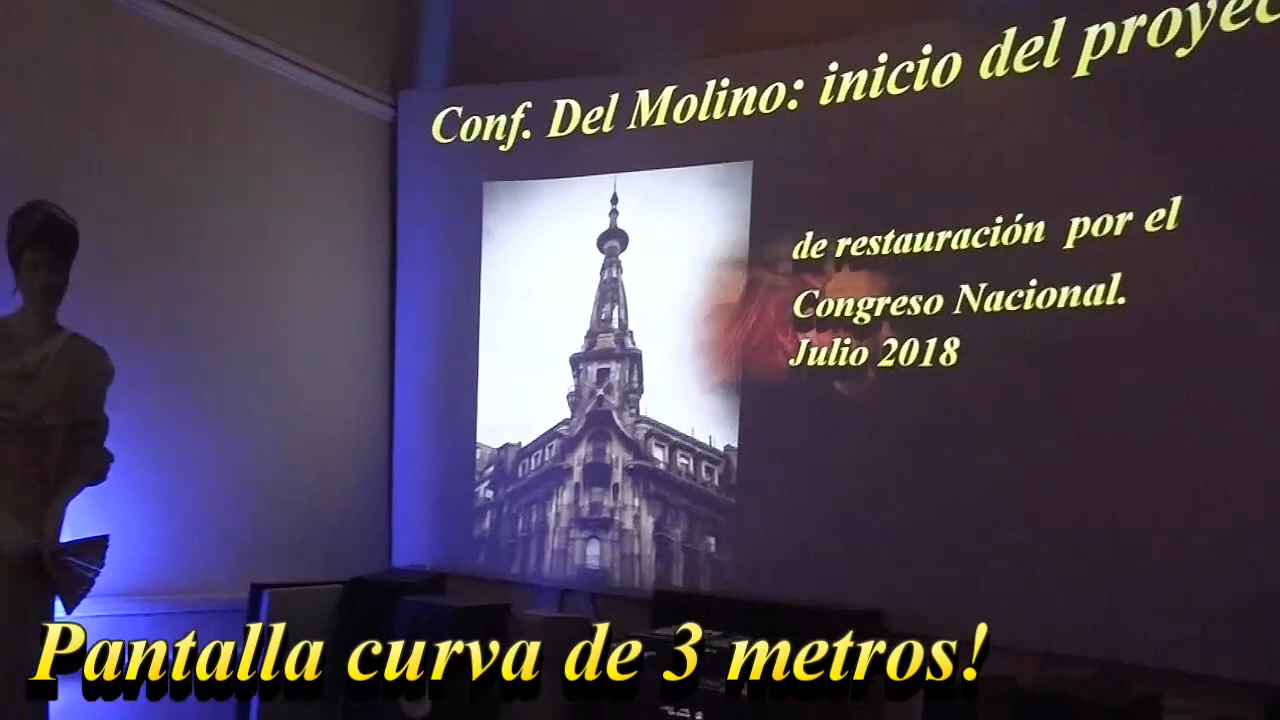 Conf. Del Molino: inicio del proyec
de restauración por el
Congreso Nacional.
Julio 2018
Pantalla curva de 3 metros!